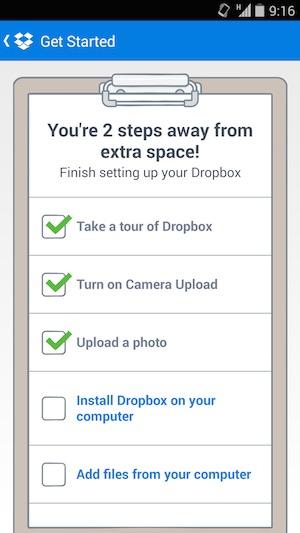 H 9:16
Get Started
You're 2 steps away from
extra space!
Finish setting up your Dropbox
Take a tour of Dropbox
Turn on Camera Upload
Upload a photo
Install Dropbox on your
computer
Add files from your computer